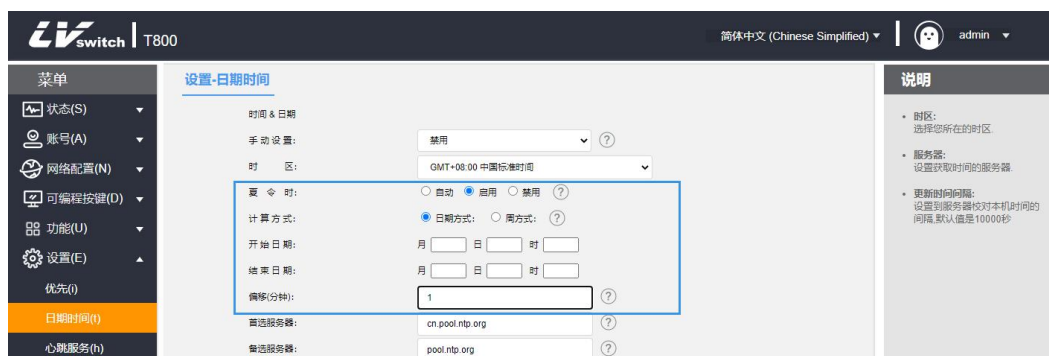 LVswitch T800
简体中文 (Chinese Simplified)
admin
菜单
状态(S)
账号(A)
网络配置(N)
可编程按键(D)
功能(U)
设置(E)
优先(i)
日期时间(t)
心跳服务(h)
设置-日期时间
时间 & 日期
手动设置: 禁用 ?
时 区: GMT+08:00 中国标准时间
夏 令 时: 自动 启用 禁用 ?
计算方式: 日期方式: 周方式: ?
开始日期: 月 日 时
结束日期: 月 日 时
偏移(分钟): 1 ?
首选服务器: cn.pool.ntp.org ?
备选服务器: pool.ntp.org ?
说明
• 时区:
选择您所在的时区.
• 服务器:
设置获取时间的服务器.
• 更新时间间隔:
设置到服务器校对本机时间的
间隔,默认值是10000秒